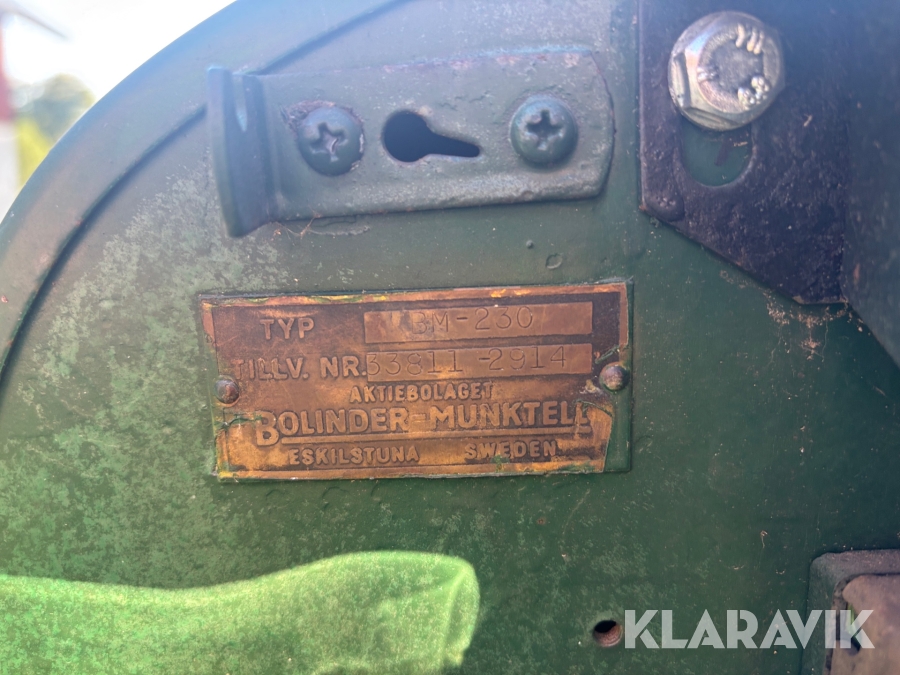 TYP BM-230
TILLV. NR. 33811-2914
AKTIEBOLAGET
BOLINDER-MUNKTELL
ESKILSTUNA SWEDEN
KLARAVIK